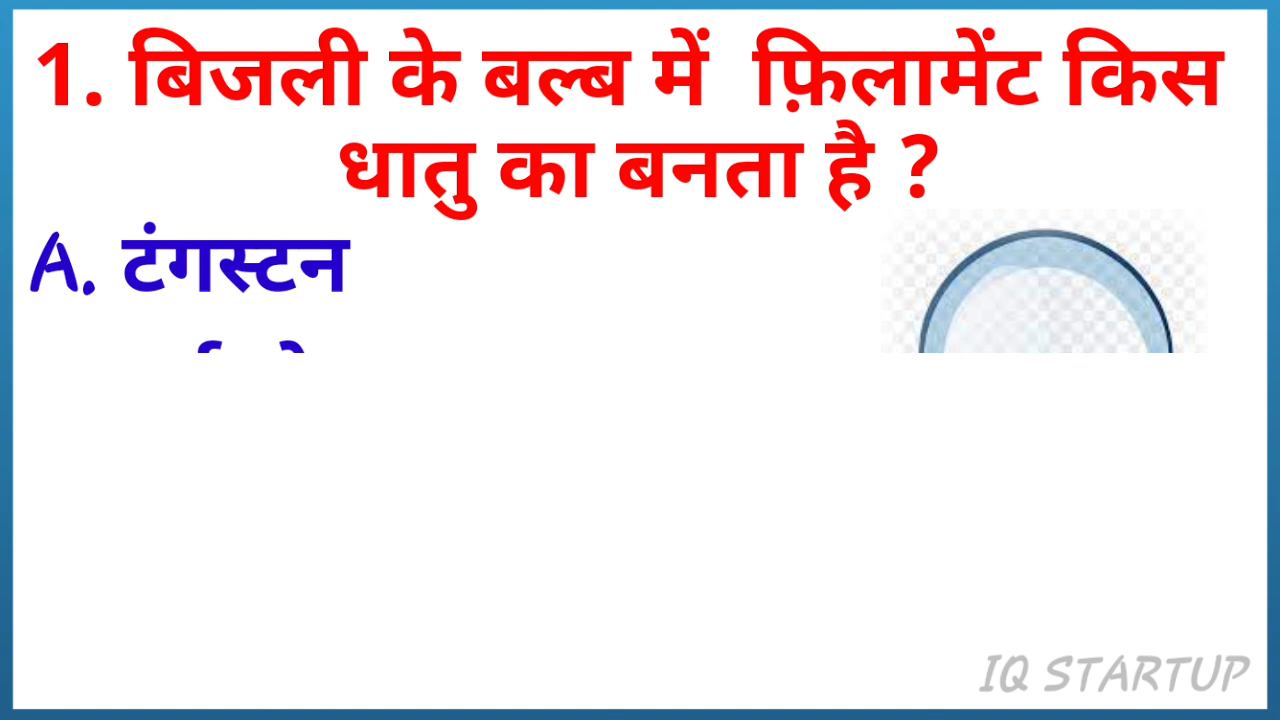 1. बिजली के बल्ब में फ़िलामेंट किस
धातु का बनता है ?
A. टंगस्टन
IQ STARTUP